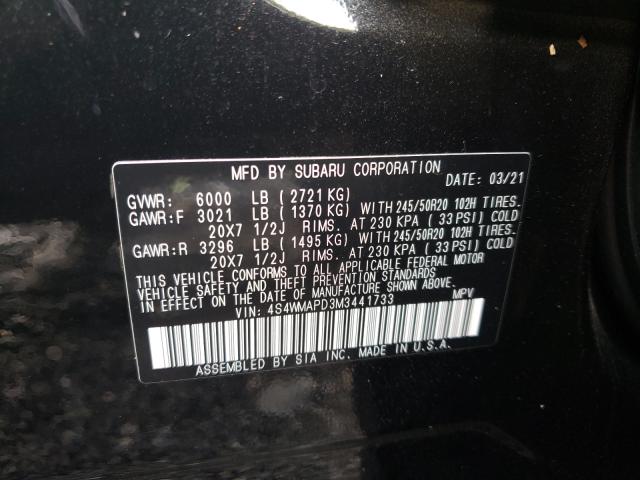 MFD BY SUBARU CORPORATION
DATE: 03/21
GVWR: 6000 LB (2721 KG)
GAWR:F 3021 LB (1370 KG) WITH 245/50R20 102H TIRES.
20X7 1/2J RIMS. AT 230 KPA (33 PSI) COLD
GAWR:R 3296 LB (1495 KG) WITH 245/50R20 102H TIRES.
20X7 1/2J RIMS. AT 230 KPA (33 PSI) COLD
THIS VEHICLE CONFORMS TO ALL APPLICABLE FEDERAL MOTOR
VEHICLE SAFETY AND THEFT PREVENTION STANDARDS
IN EFFECT ON THE DATE OF MANUFACTURE SHOWN ABOVE.
VIN: 4S4WMAPD3M3441733 MPV
ASSEMBLED BY SIA INC. MADE IN U.S.A.